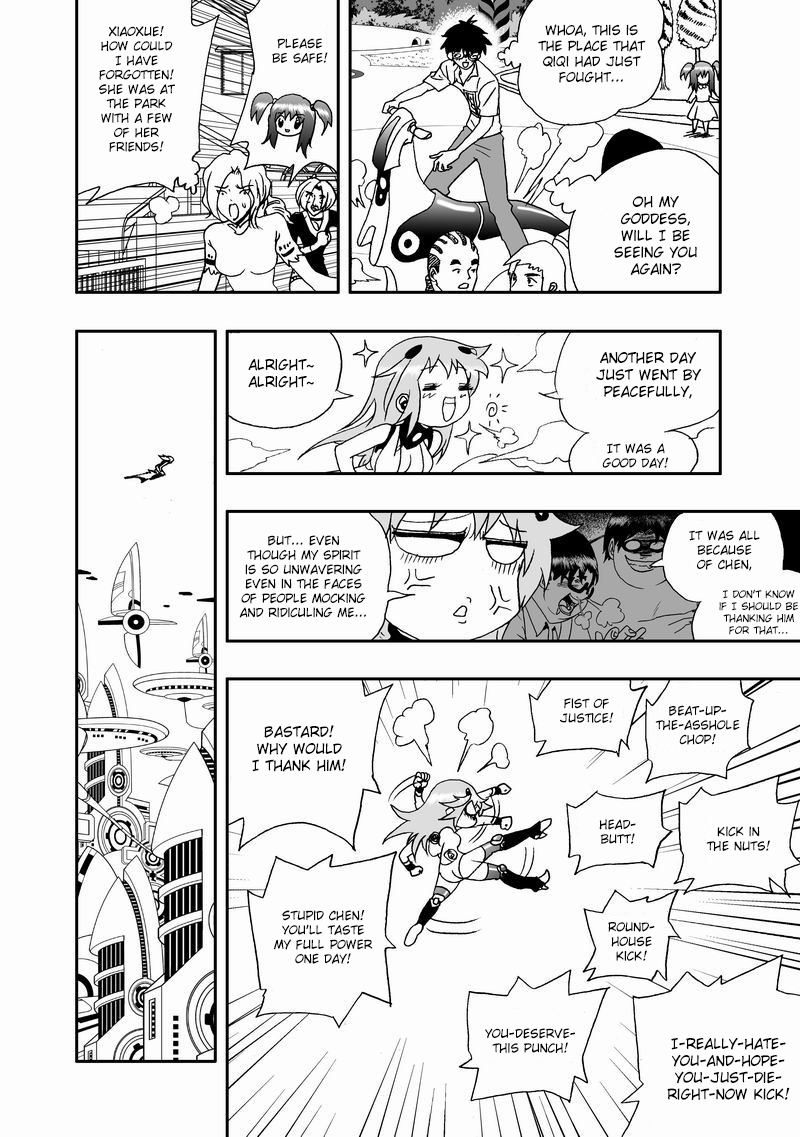 WHOA, THIS IS
THE PLACE THAT
QIQI HAD JUST
FOUGHT...
OH MY
GODDESS,
WILL I BE
SEEING YOU
AGAIN?
PLEASE
BE SAFE!
XIAOXUE!
HOW COULD
I HAVE
FORGOTTEN!
SHE WAS AT
THE PARK
WITH A FEW
OF HER
FRIENDS!
ANOTHER DAY
JUST WENT BY
PEACEFULLY,
IT WAS A
GOOD DAY!
ALRIGHT~
ALRIGHT~
IT WAS ALL
BECAUSE
OF CHEN,
I DON'T KNOW
IF I SHOULD BE
THANKING HIM
FOR THAT...
BUT... EVEN
THOUGH MY SPIRIT
IS SO UNWAVERING
EVEN IN THE FACES
OF PEOPLE MOCKING
AND RIDICULING ME...
BEAT-UP-
THE-ASSHOLE
CHOP!
FIST OF
JUSTICE!
BASTARD!
WHY WOULD
I THANK HIM!
KICK IN
THE NUTS!
HEAD-
BUTT!
ROUND-
HOUSE
KICK!
STUPID CHEN!
YOU'LL TASTE
MY FULL POWER
ONE DAY!
YOU-DESERVE-
THIS PUNCH!
I-REALLY-HATE-
YOU-AND-HOPE-
YOU-JUST-DIE-
RIGHT-NOW KICK!